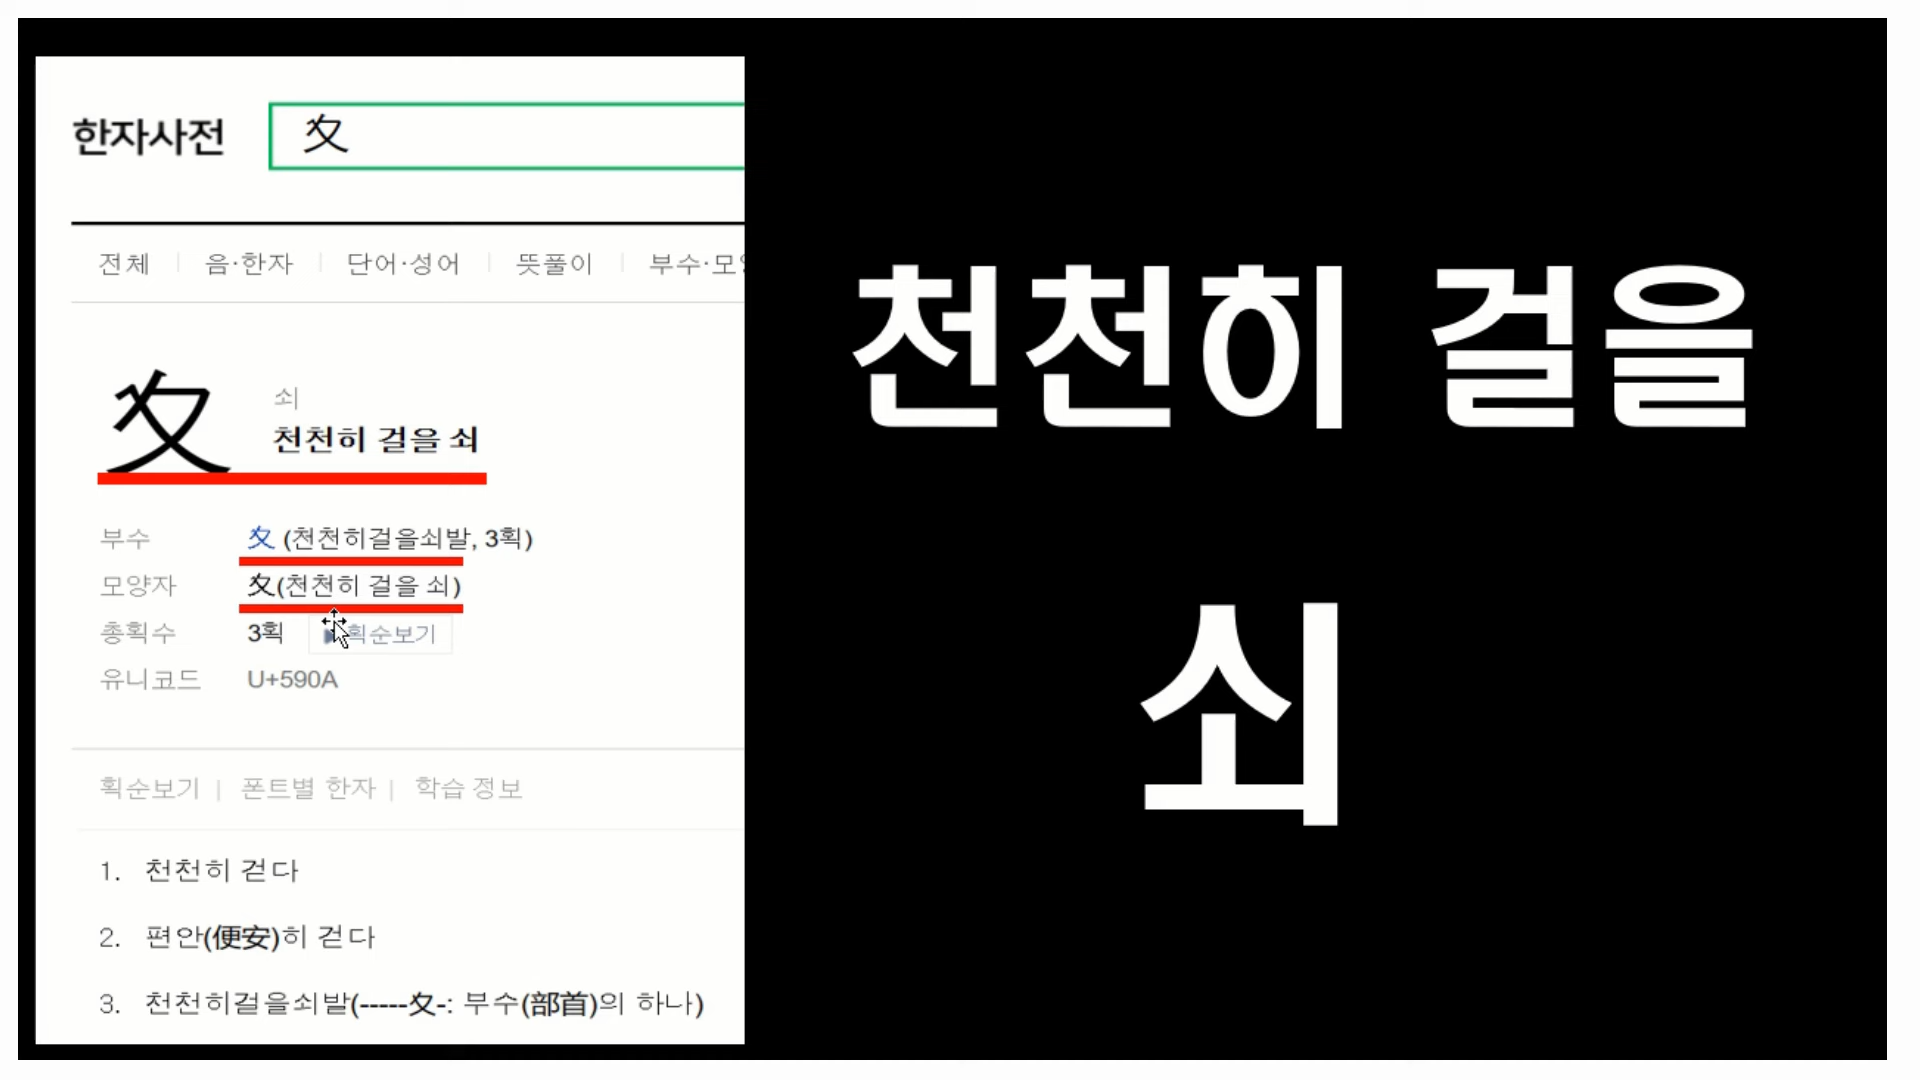 한자사전 夊
전체 음·한자 단어·성어 뜻풀이 부수·모양
夊 쇠
천천히 걸을 쇠
부수 夊 (천천히걸을쇠발, 3획)
모양자 夊(천천히 걸을 쇠)
총획수 3획 획순보기
유니코드 U+590A
획순보기 | 폰트별 한자 | 학습 정보
1. 천천히 걷다
2. 편안(便安)히 걷다
3. 천천히걸을쇠발(-----夊-: 부수(部首)의 하나)
천천히 걸을
쇠